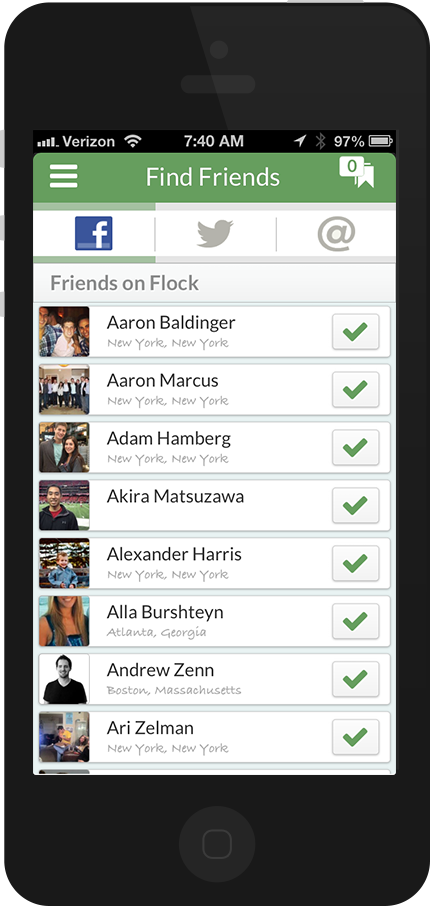 Verizon 7:40 AM 97%
Find Friends 0
f @
Friends on Flock
Aaron Baldinger
New York, New York
Aaron Marcus
New York, New York
Adam Hamberg
New York, New York
Akira Matsuzawa
Alexander Harris
New York, New York
Alla Burshteyn
Atlanta, Georgia
Andrew Zenn
Boston, Massachusetts
Ari Zelman
New York, New York